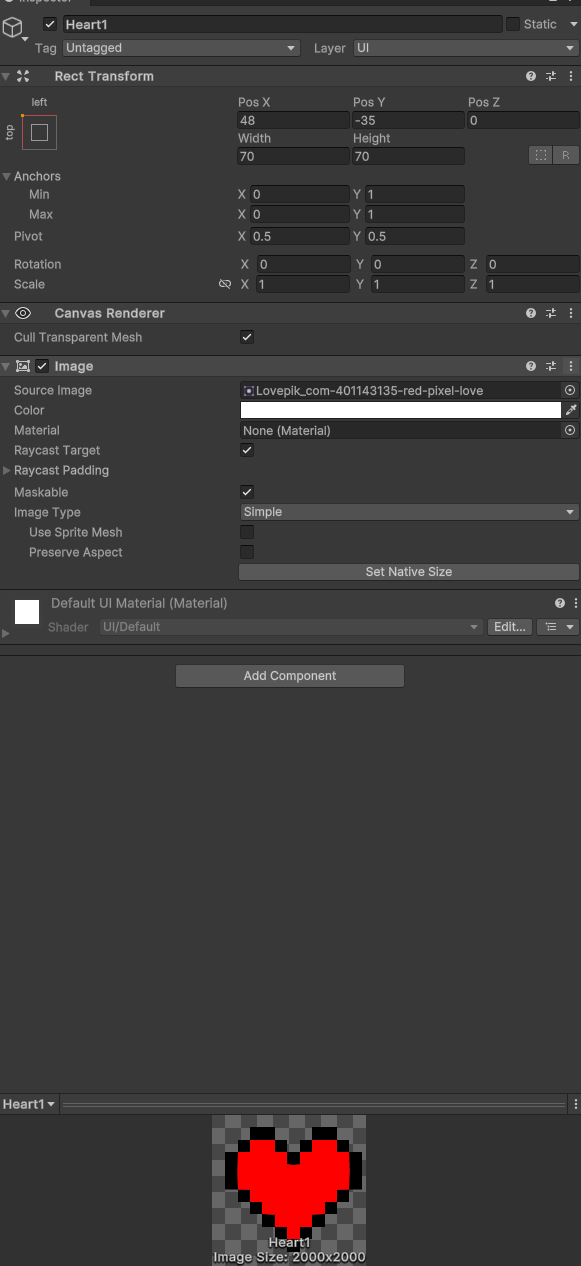 Inspector
Heart1
Static
Tag Untagged Layer UI
Rect Transform
left
top
Pos X Pos Y Pos Z
48 -35 0
Width Height
70 70 R
Anchors
Min X 0 Y 1
Max X 0 Y 1
Pivot X 0.5 Y 0.5
Rotation X 0 Y 0 Z 0
Scale X 1 Y 1 Z 1
Canvas Renderer
Cull Transparent Mesh
Image
Source Image Lovepik_com-401143135-red-pixel-love
Color
Material None (Material)
Raycast Target
Raycast Padding
Maskable
Image Type Simple
Use Sprite Mesh
Preserve Aspect
Set Native Size
Default UI Material (Material)
Shader UI/Default Edit...
Add Component
Heart1
Heart1
Image Size: 2000x2000